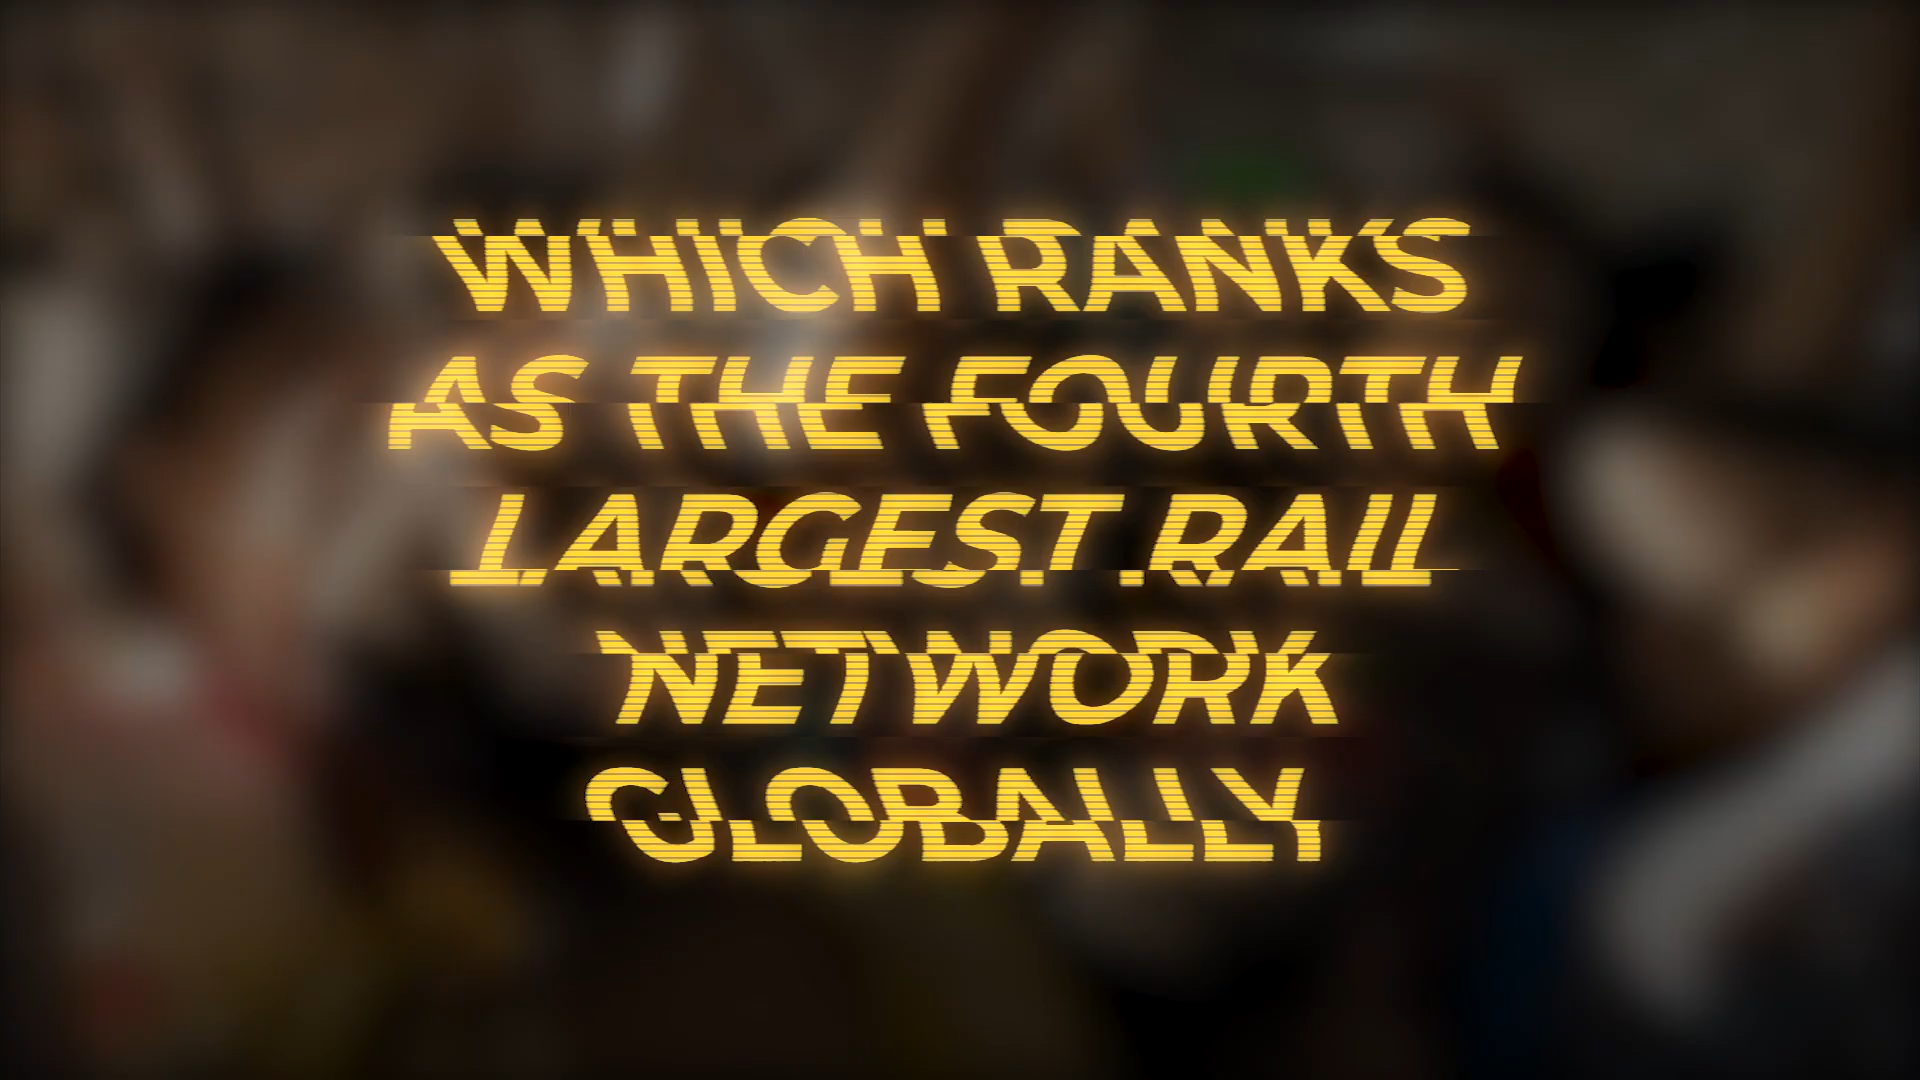 WHICH RANKS
AS THE FOURTH
LARGEST RAIL
NETWORK
GLOBALLY